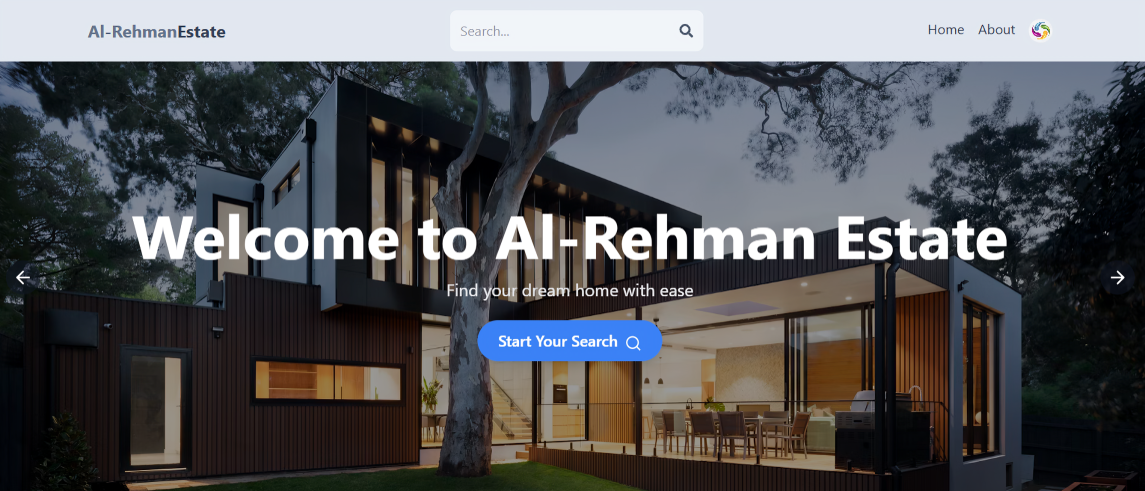 Al-RehmanEstate
Search...
Home
About
Welcome to Al-Rehman Estate
Find your dream home with ease
Start Your Search